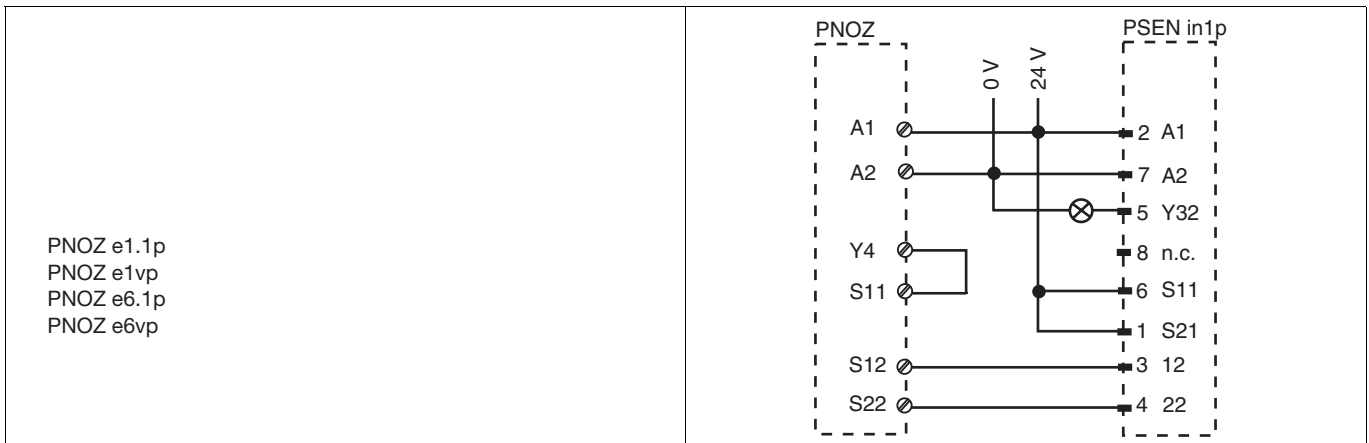 PNOZ e1.1p
PNOZ e1vp
PNOZ e6.1p
PNOZ e6vp
PNOZ
PSEN in1p
0 V
24 V
A1
2 A1
A2
7 A2
5 Y32
Y4
8 n.c.
S11
6 S11
1 S21
S12
3 12
S22
4 22